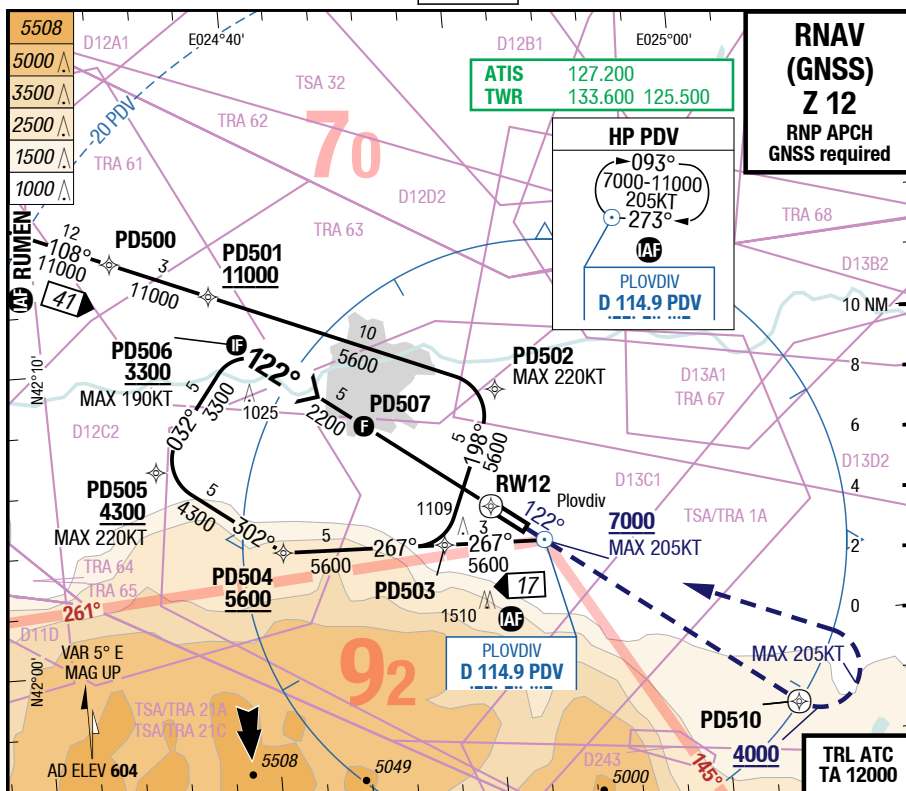 5508
5000
3500
2500
1500
1000
D12A1
E024°40'
D12B1
E025°00'
RNAV
(GNSS)
Z 12
RNP APCH
GNSS required
ATIS 127.200
TWR 133.600 125.500
TSA 32
TRA 62
20 PDV
TRA 61
70
HP PDV
093°
7000-11000
205KT
273°
IAF
PLOVDIV
D 114.9 PDV
D12D2
TRA 63
TRA 68
D13B2
IAF RUMEN
12
108°
11000
41
PD500
3
11000
PD501
11000
10 NM
8
6
4
2
0
10
5600
PD502
MAX 220KT
D13A1
TRA 67
PD506
3300
MAX 190KT
IF
122°
5
2200
F
PD507
N42°10'
1025
5
032°
3300
D12C2
5
198°
5600
D13D2
D13C1
TSA/TRA 1A
RW12
Plovdiv
122°
7000
MAX 205KT
PD505
4300
MAX 220KT
5
4300
302°
1109
3
267°
5600
5
267°
5600
PD504
5600
PD503
17
IAF
1510
TRA 64
TRA 65
261°
D11D
VAR 5° E
MAG UP
N42°00'
92
PLOVDIV
D 114.9 PDV
MAX 205KT
PD510
4000
TSA/TRA 21A
TSA/TRA 21C
AD ELEV 604
5508
5049
D243
5000
145°
TRL ATC
TA 12000